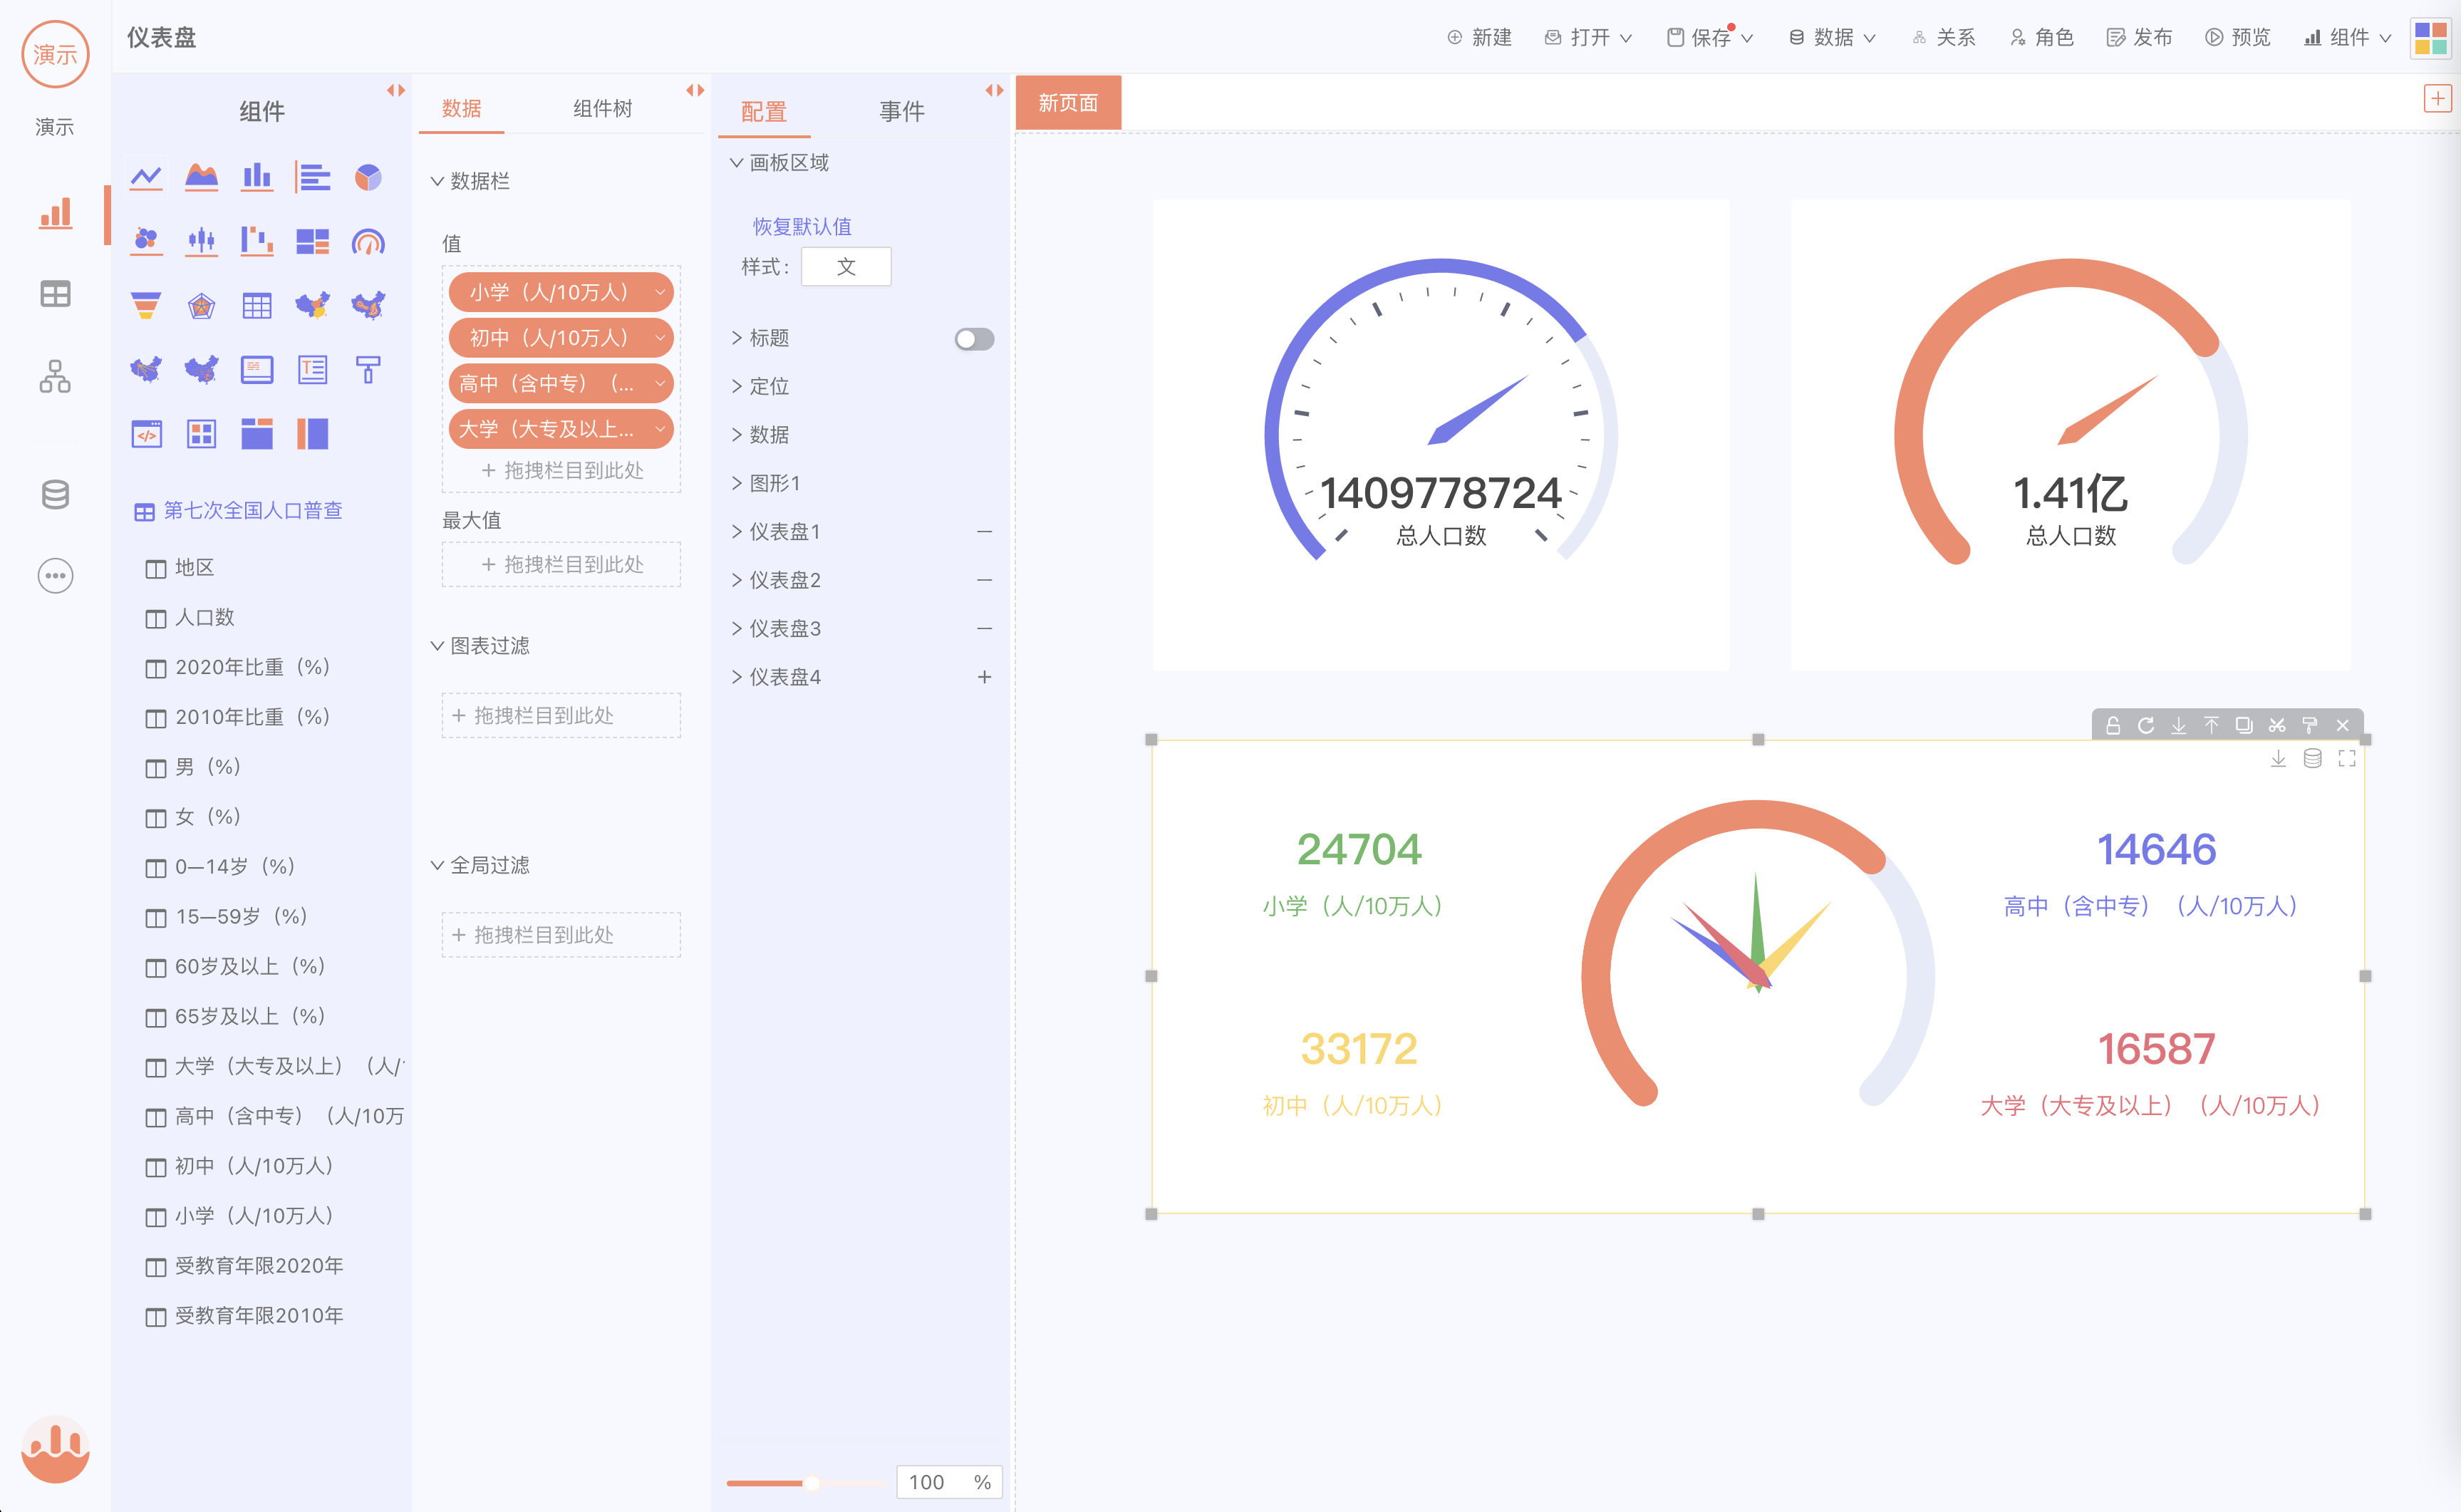 演示
演示
仪表盘
新建
打开
保存
数据
关系
角色
发布
预览
组件
组件
第七次全国人口普查
地区
人口数
2020年比重（%）
2010年比重（%）
男（%）
女（%）
0—14岁（%）
15—59岁（%）
60岁及以上（%）
65岁及以上（%）
大学（大专及以上）（人/
高中（含中专）（人/10万
初中（人/10万人）
小学（人/10万人）
受教育年限2020年
受教育年限2010年
数据
组件树
数据栏
值
小学（人/10万人）
初中（人/10万人）
高中（含中专）（...
大学（大专及以上...
+ 拖拽栏目到此处
最大值
+ 拖拽栏目到此处
图表过滤
+ 拖拽栏目到此处
全局过滤
+ 拖拽栏目到此处
配置
事件
画板区域
恢复默认值
样式：
文
标题
定位
数据
图形1
仪表盘1
仪表盘2
仪表盘3
仪表盘4
100 %
新页面
1409778724
总人口数
1.41亿
总人口数
24704
小学（人/10万人）
14646
高中（含中专）（人/10万人）
33172
初中（人/10万人）
16587
大学（大专及以上）（人/10万人）